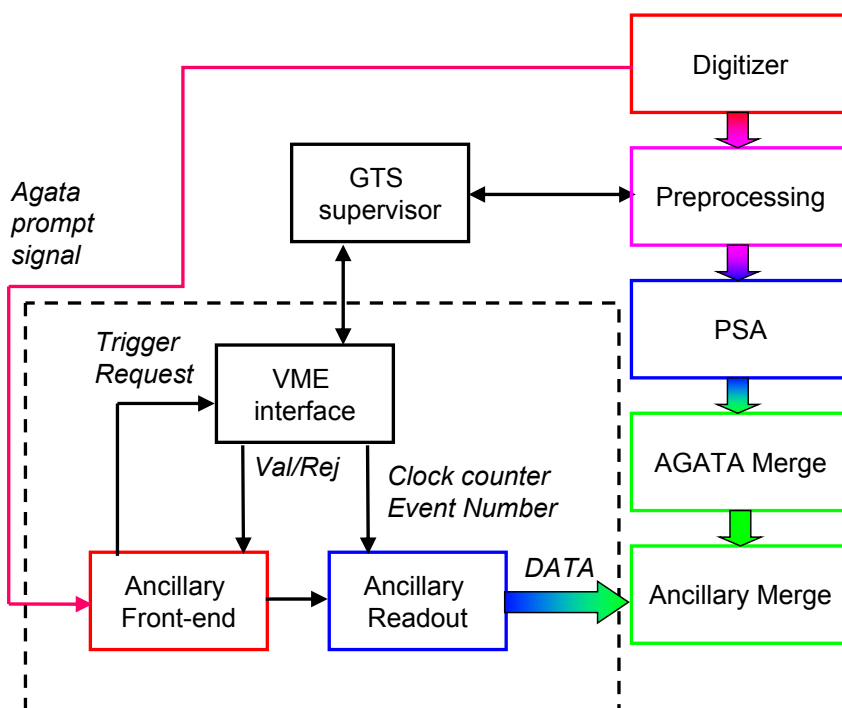 Digitizer
GTS
supervisor
Preprocessing
Agata
prompt
signal
PSA
Trigger
Request
VME
interface
AGATA Merge
Val/Rej
Clock counter
Event Number
DATA
Ancillary
Front-end
Ancillary
Readout
Ancillary Merge